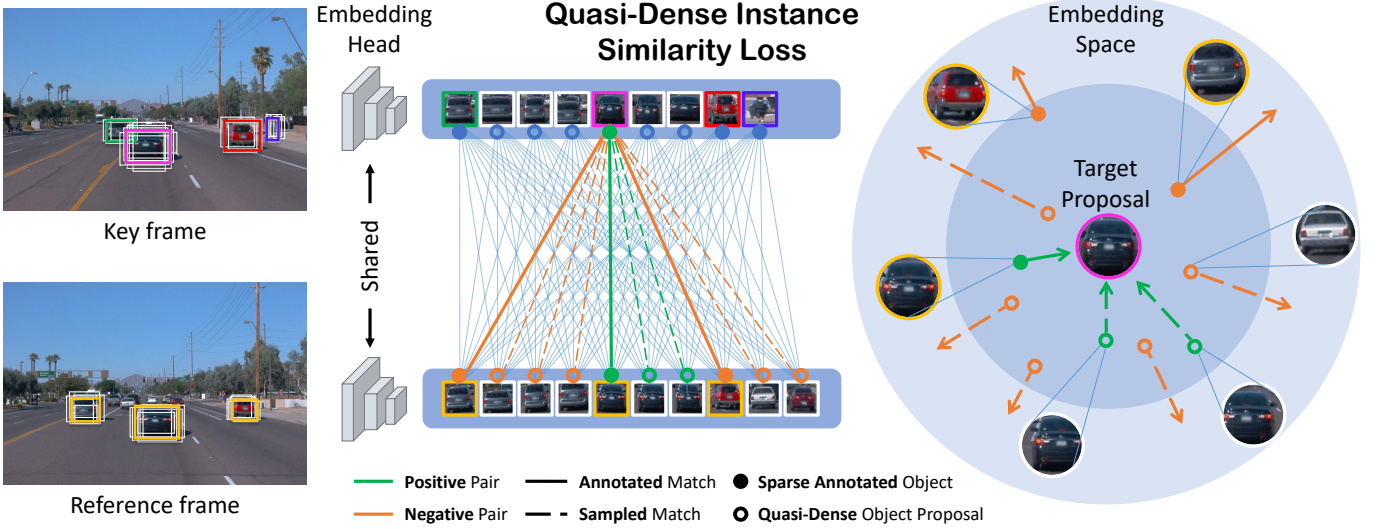 Quasi-Dense Instance
Similarity Loss
Embedding
Head
Embedding
Space
Target
Proposal
Key frame
Shared
Reference frame
Positive Pair
Annotated Match
Sparse Annotated Object
Negative Pair
Sampled Match
Quasi-Dense Object Proposal